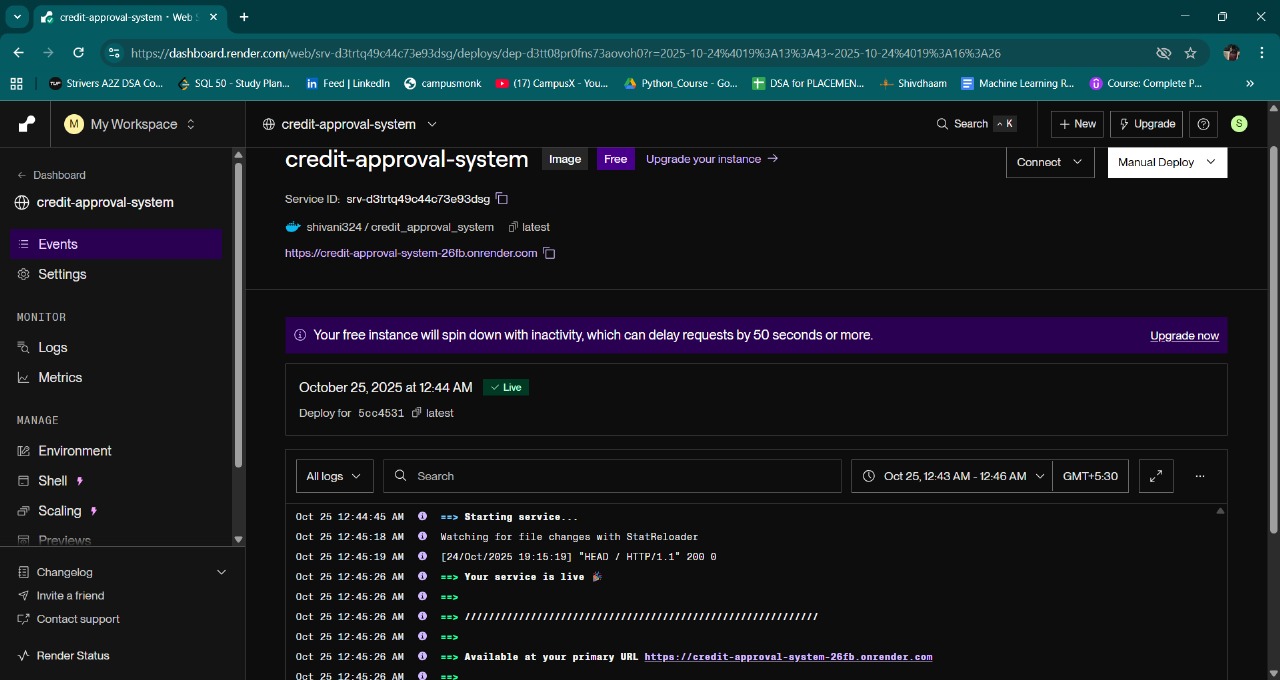 credit-approval-system · Web S
https://dashboard.render.com/web/srv-d3trtq49c44c73e93dsg/deploys/dep-d3tt08pr0fns73aovoh0?r=2025-10-24%4019%3A13%3A43~2025-10-24%4019%3A16%3A26
Strivers A2Z DSA Co... SQL 50 - Study Plan... Feed | LinkedIn campusmonk (17) CampusX - You... Python_Course - Go... DSA for PLACEMEN... Shivdhaam Machine Learning R... Course: Complete P...
M My Workspace credit-approval-system Search ^ K + New Upgrade S
← Dashboard
credit-approval-system
Events
Settings
MONITOR
Logs
Metrics
MANAGE
Environment
Shell
Scaling
Previews
Changelog
Invite a friend
Contact support
Render Status
credit-approval-system Image Free Upgrade your instance → Connect Manual Deploy
Service ID: srv-d3trtq49c44c73e93dsg
shivani324 / credit_approval_system latest
https://credit-approval-system-26fb.onrender.com
Your free instance will spin down with inactivity, which can delay requests by 50 seconds or more. Upgrade now
October 25, 2025 at 12:44 AM ✓ Live
Deploy for 5cc4531 latest
All logs Search Oct 25, 12:43 AM - 12:46 AM GMT+5:30 ...
Oct 25 12:44:45 AM ==> Starting service...
Oct 25 12:45:18 AM Watching for file changes with StatReloader
Oct 25 12:45:19 AM [24/Oct/2025 19:15:19] "HEAD / HTTP/1.1" 200 0
Oct 25 12:45:26 AM ==> Your service is live 🎉
Oct 25 12:45:26 AM ==>
Oct 25 12:45:26 AM ==> ///////////////////////////////////////////////////////////
Oct 25 12:45:26 AM ==>
Oct 25 12:45:26 AM ==> Available at your primary URL https://credit-approval-system-26fb.onrender.com
Oct 25 12:45:26 AM ==>